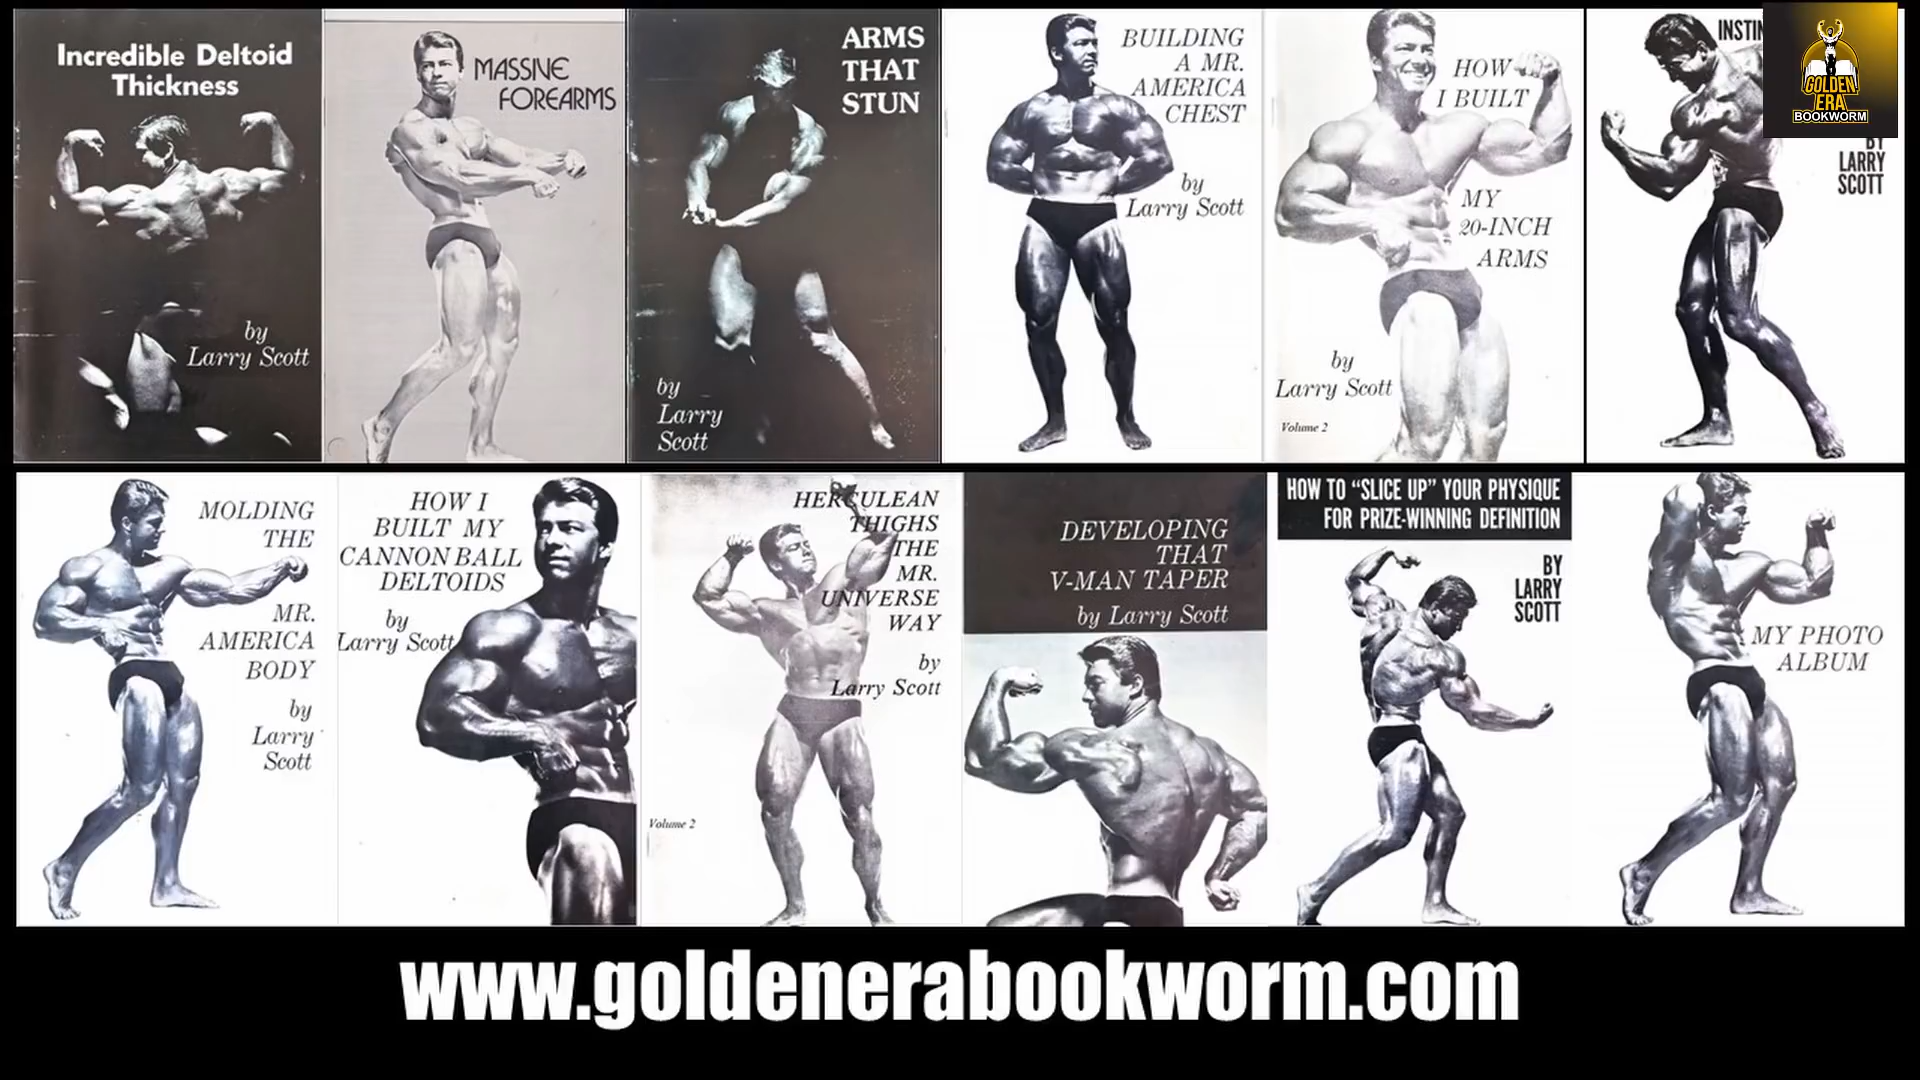 Incredible Deltoid
Thickness
by
Larry Scott
MASSIVE
FOREARMS
ARMS
THAT
STUN
by
Larry
Scott
BUILDING
A MR.
AMERICA
CHEST
by
Larry Scott
HOW
I BUILT
MY
20-INCH
ARMS
by
Larry Scott
Volume 2
BY
LARRY
SCOTT
GOLDEN
ERA
BOOKWORM
MOLDING
THE
MR.
AMERICA
BODY
by
Larry
Scott
HOW I
BUILT MY
CANNON BALL
DELTOIDS
by
Larry Scott
HERCULEAN
THIGHS
THE
MR.
UNIVERSE
WAY
by
Larry Scott
Volume 2
DEVELOPING
THAT
V-MAN TAPER
by Larry Scott
HOW TO “SLICE UP” YOUR PHYSIQUE
FOR PRIZE-WINNING DEFINITION
BY
LARRY
SCOTT
MY PHOTO
ALBUM
www.goldenerabookworm.com